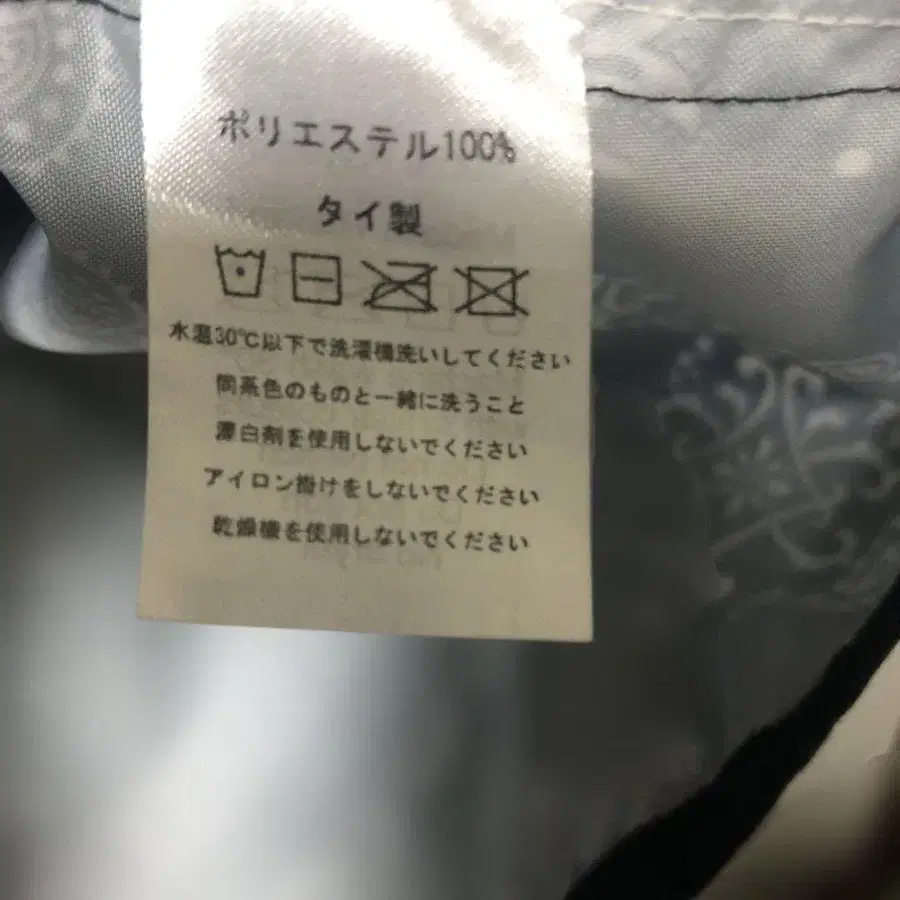 ポリエステル100%
タイ製
水温30℃以下で洗濯機洗いしてください
同系色のものと一緒に洗うこと
漂白剤を使用しないでください
アイロン掛けをしないでください
乾燥機を使用しないでください